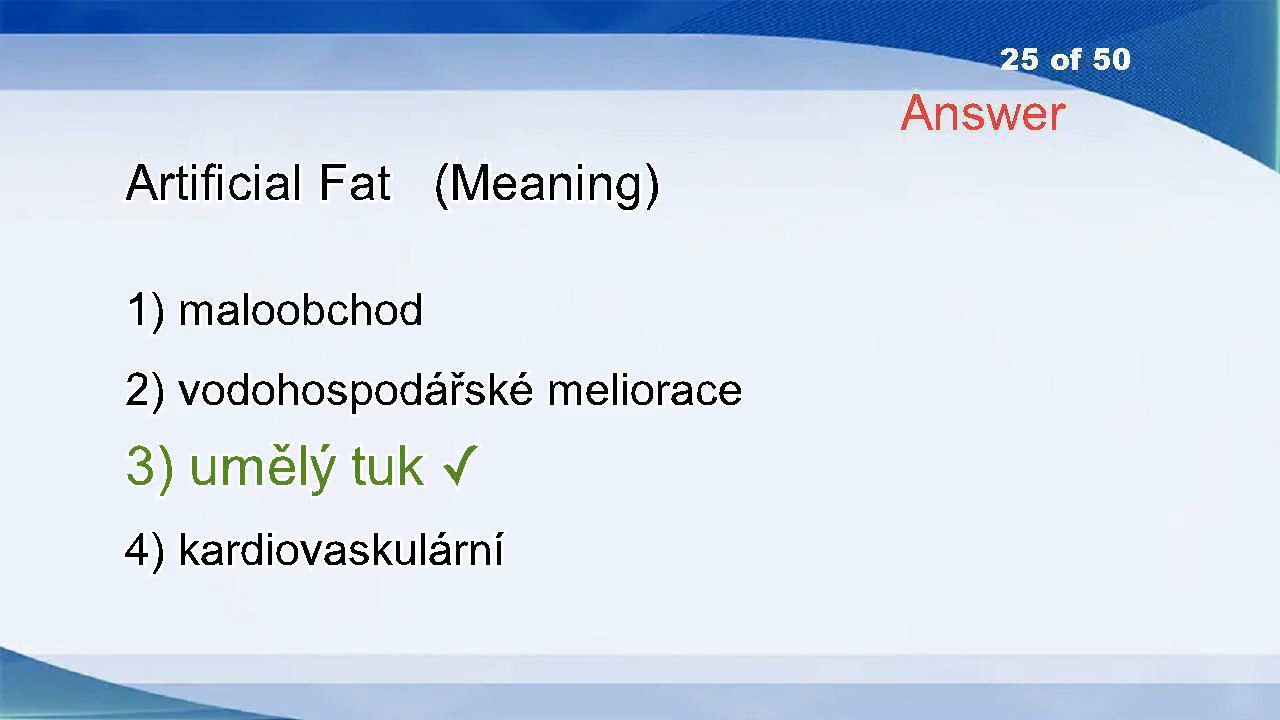 25 of 50
Answer
Artificial Fat (Meaning)
1) maloobchod
2) vodohospodářské meliorace
3) umělý tuk ✓
4) kardiovaskulární